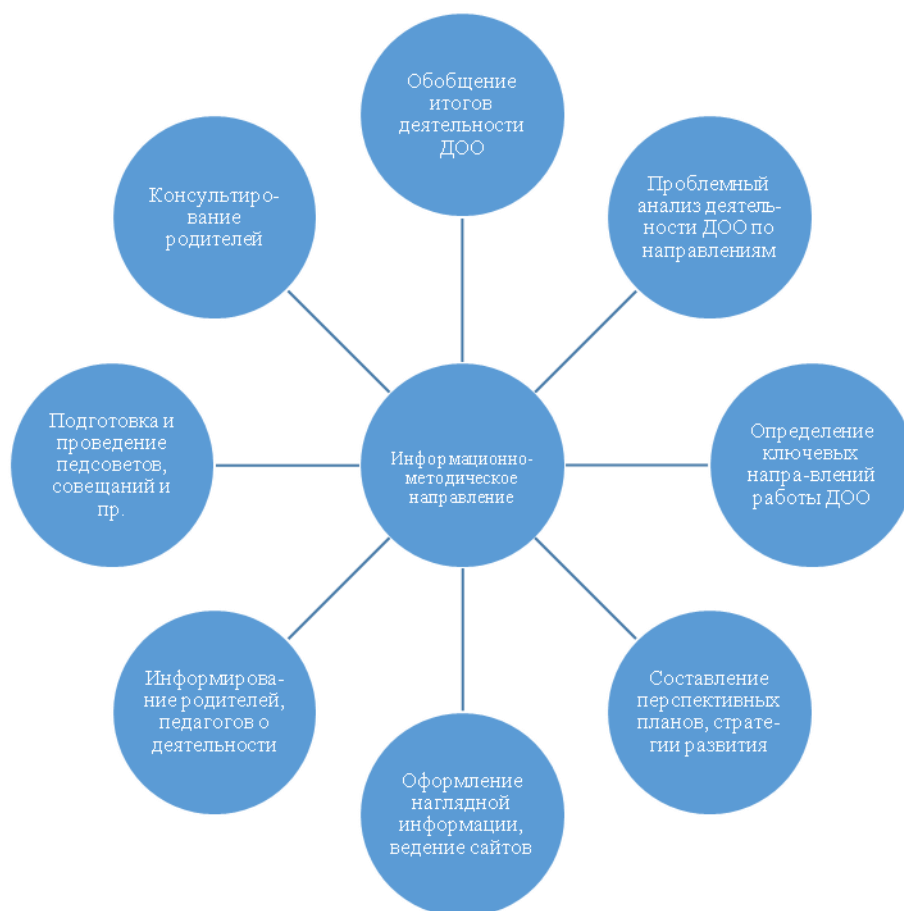 Обобщение
итогов
деятельности
ДОО
Проблемный
анализ деятель-
ности ДОО по
направлениям
Определение
ключевых
напра-влений
работы ДОО
Составление
перспективных
планов, страте-
гии развития
Оформление
наглядной
информации,
ведение сайтов
Информирова-
ние родителей,
педагогов о
деятельности
Подготовка и
проведение
педсоветов,
совещаний и
пр.
Консультиро-
вание
родителей
Информационно-
методическое
направление